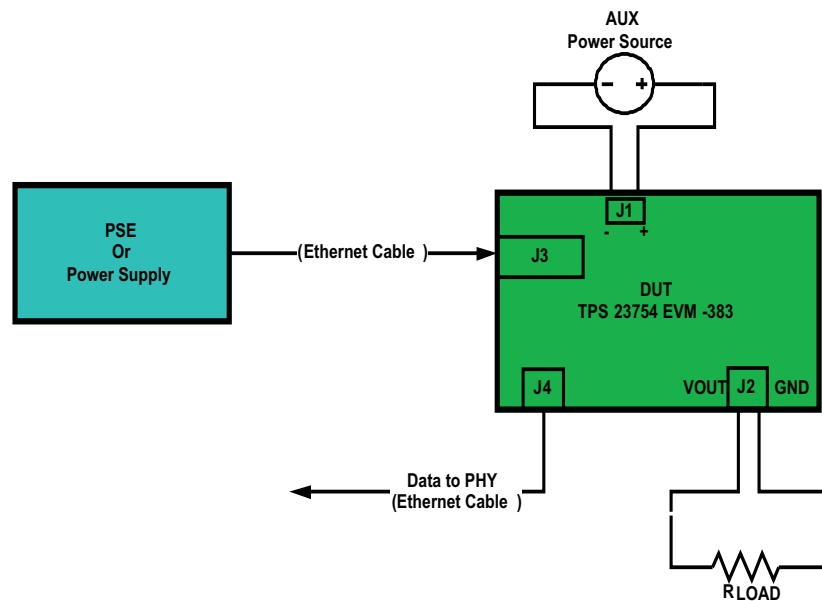 AUX
Power Source
- +
J1
- +
PSE
Or
Power Supply
(Ethernet Cable )
J3
DUT
TPS 23754 EVM -383
J4
VOUT J2 GND
Data to PHY
(Ethernet Cable )
RLOAD